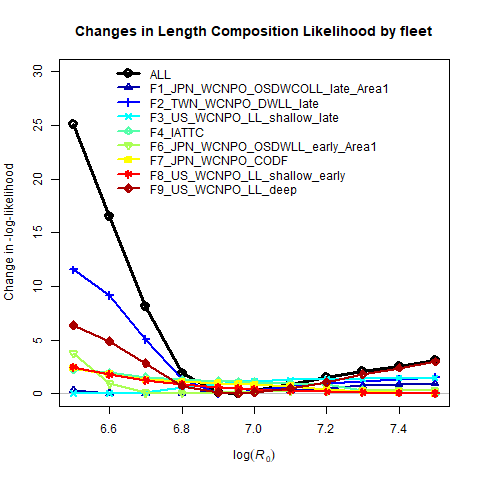 Changes in Length Composition Likelihood by fleet
Change in -log-likelihood
30
25
20
15
10
5
0
ALL
F1_JPN_WCNPO_OSDWCOLL_late_Area1
F2_TWN_WCNPO_DWLL_late
F3_US_WCNPO_LL_shallow_late
F4_IATTC
F6_JPN_WCNPO_OSDWLL_early_Area1
F7_JPN_WCNPO_CODF
F8_US_WCNPO_LL_shallow_early
F9_US_WCNPO_LL_deep
6.6 6.8 7.0 7.2 7.4
log(R₀)